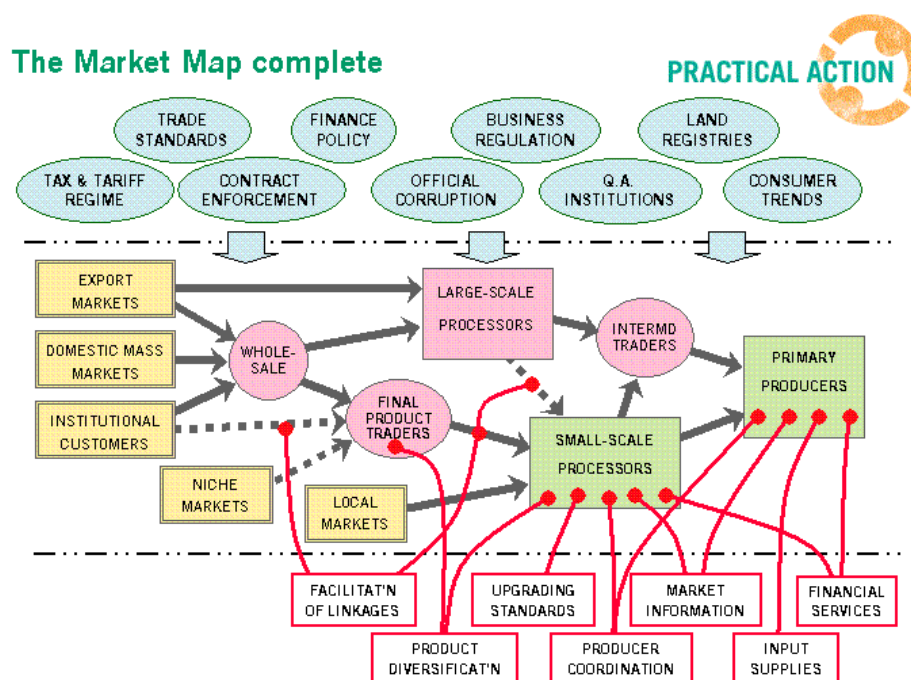 The Market Map complete
PRACTICAL ACTION
TRADE
STANDARDS
FINANCE
POLICY
BUSINESS
REGULATION
LAND
REGISTRIES
TAX & TARIFF
REGIME
CONTRACT
ENFORCEMENT
OFFICIAL
CORRUPTION
Q.A.
INSTITUTIONS
CONSUMER
TRENDS
EXPORT
MARKETS
LARGE-SCALE
PROCESSORS
INTERMD
TRADERS
DOMESTIC MASS
MARKETS
WHOLE-
SALE
PRIMARY
PRODUCERS
INSTITUTIONAL
CUSTOMERS
FINAL
PRODUCT
TRADERS
SMALL-SCALE
PROCESSORS
NICHE
MARKETS
LOCAL
MARKETS
FACILITAT'N
OF LINKAGES
UPGRADING
STANDARDS
MARKET
INFORMATION
FINANCIAL
SERVICES
PRODUCT
DIVERSIFICAT'N
PRODUCER
COORDINATION
INPUT
SUPPLIES